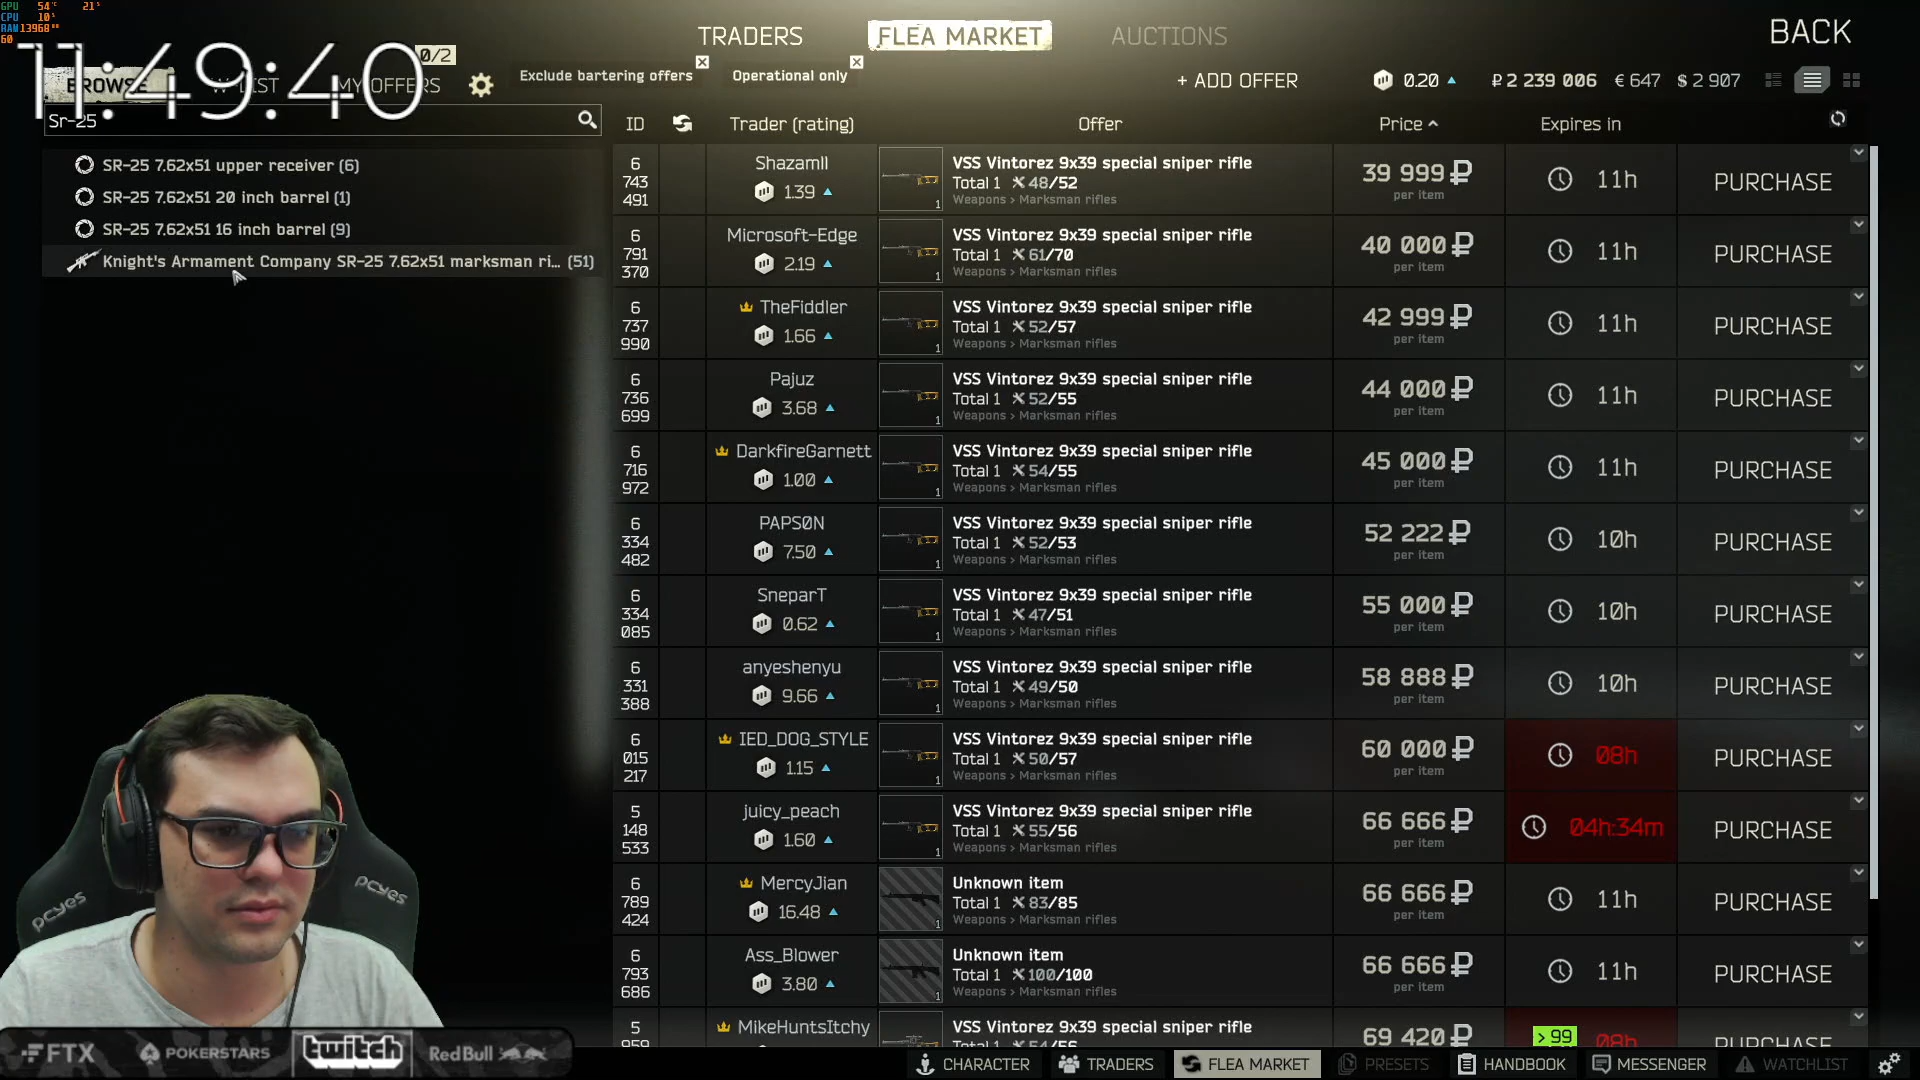 GPU 54° 21%
CPU 10%
RAM 13968
60
11:49:40
0/2
TRADERS
FLEA MARKET
AUCTIONS
BACK
BROWSE
W-LIST
MY OFFERS
Exclude bartering offers
Operational only
+ ADD OFFER
0.20
₽ 2 239 006 € 647 $ 2 907
Sr-25
ID
Trader (rating)
Offer
Price
Expires in
SR-25 7.62x51 upper receiver (6)
SR-25 7.62x51 20 inch barrel (1)
SR-25 7.62x51 16 inch barrel (9)
Knight's Armament Company SR-25 7.62x51 marksman ri... (51)
6 743 491
Shazamll
1.39
1
VSS Vintorez 9x39 special sniper rifle
Total 1 48/52
Weapons > Marksman rifles
39 999 ₽
per item
11h
PURCHASE
6 791 370
Microsoft-Edge
2.19
1
VSS Vintorez 9x39 special sniper rifle
Total 1 61/70
Weapons > Marksman rifles
40 000 ₽
per item
11h
PURCHASE
6 737 990
TheFiddler
1.66
1
VSS Vintorez 9x39 special sniper rifle
Total 1 52/57
Weapons > Marksman rifles
42 999 ₽
per item
11h
PURCHASE
6 736 699
Pajuz
3.68
1
VSS Vintorez 9x39 special sniper rifle
Total 1 52/55
Weapons > Marksman rifles
44 000 ₽
per item
11h
PURCHASE
6 716 972
DarkfireGarnett
1.00
1
VSS Vintorez 9x39 special sniper rifle
Total 1 54/55
Weapons > Marksman rifles
45 000 ₽
per item
11h
PURCHASE
6 334 482
PAPS0N
7.50
1
VSS Vintorez 9x39 special sniper rifle
Total 1 52/53
Weapons > Marksman rifles
52 222 ₽
per item
10h
PURCHASE
6 334 085
SneparT
0.62
1
VSS Vintorez 9x39 special sniper rifle
Total 1 47/51
Weapons > Marksman rifles
55 000 ₽
per item
10h
PURCHASE
6 331 388
anyeshenyu
9.66
1
VSS Vintorez 9x39 special sniper rifle
Total 1 49/50
Weapons > Marksman rifles
58 888 ₽
per item
10h
PURCHASE
6 015 217
IED_DOG_STYLE
1.15
1
VSS Vintorez 9x39 special sniper rifle
Total 1 50/57
Weapons > Marksman rifles
60 000 ₽
per item
08h
PURCHASE
5 148 533
juicy_peach
1.60
1
VSS Vintorez 9x39 special sniper rifle
Total 1 55/56
Weapons > Marksman rifles
66 666 ₽
per item
04h:34m
PURCHASE
6 789 424
MercyJian
16.48
1
Unknown item
Total 1 83/85
Weapons > Marksman rifles
66 666 ₽
per item
11h
PURCHASE
6 793 686
Ass_Blower
3.80
1
Unknown item
Total 1 100/100
Weapons > Marksman rifles
66 666 ₽
per item
11h
PURCHASE
5
MikeHuntsItchy
VSS Vintorez 9x39 special sniper rifle
69 420 ₽
> 99
08h
pcyes
pcyes
FTX
POKERSTARS
twitch
RedBull
CHARACTER
TRADERS
FLEA MARKET
PRESETS
HANDBOOK
MESSENGER
WATCHLIST